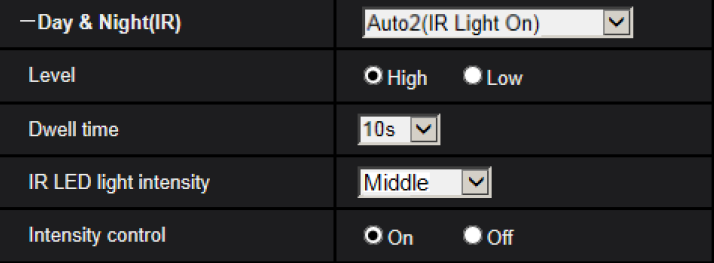 —Day & Night(IR) Auto2(IR Light On)
Level High Low
Dwell time 10s
IR LED light intensity Middle
Intensity control On Off